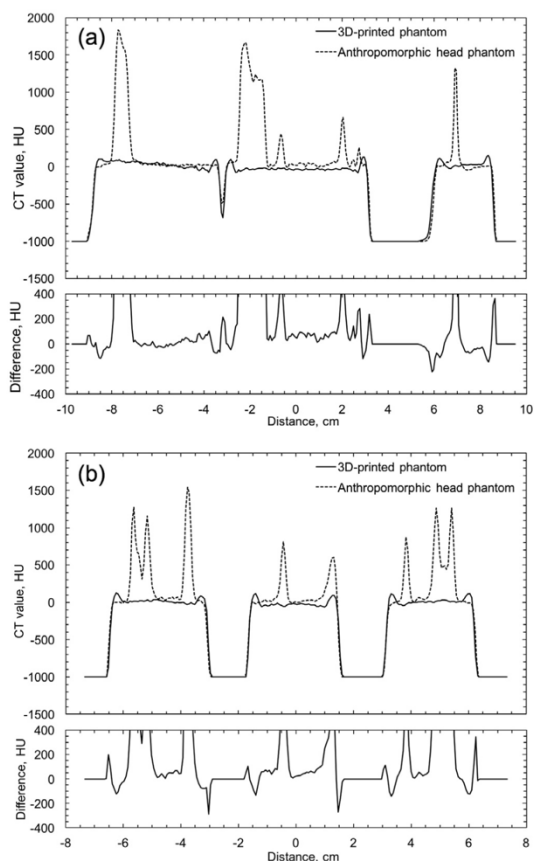 (a)
3D-printed phantom
Anthropomorphic head phantom
2000
1500
1000
500
0
-500
-1000
-1500
CT value, HU
400
200
0
-200
-400
Difference, HU
-10 -8 -6 -4 -2 0 2 4 6 8 10
Distance, cm
(b)
3D-printed phantom
Anthropomorphic head phantom
2000
1500
1000
500
0
-500
-1000
-1500
CT value, HU
400
200
0
-200
-400
Difference, HU
-8 -6 -4 -2 0 2 4 6 8
Distance, cm